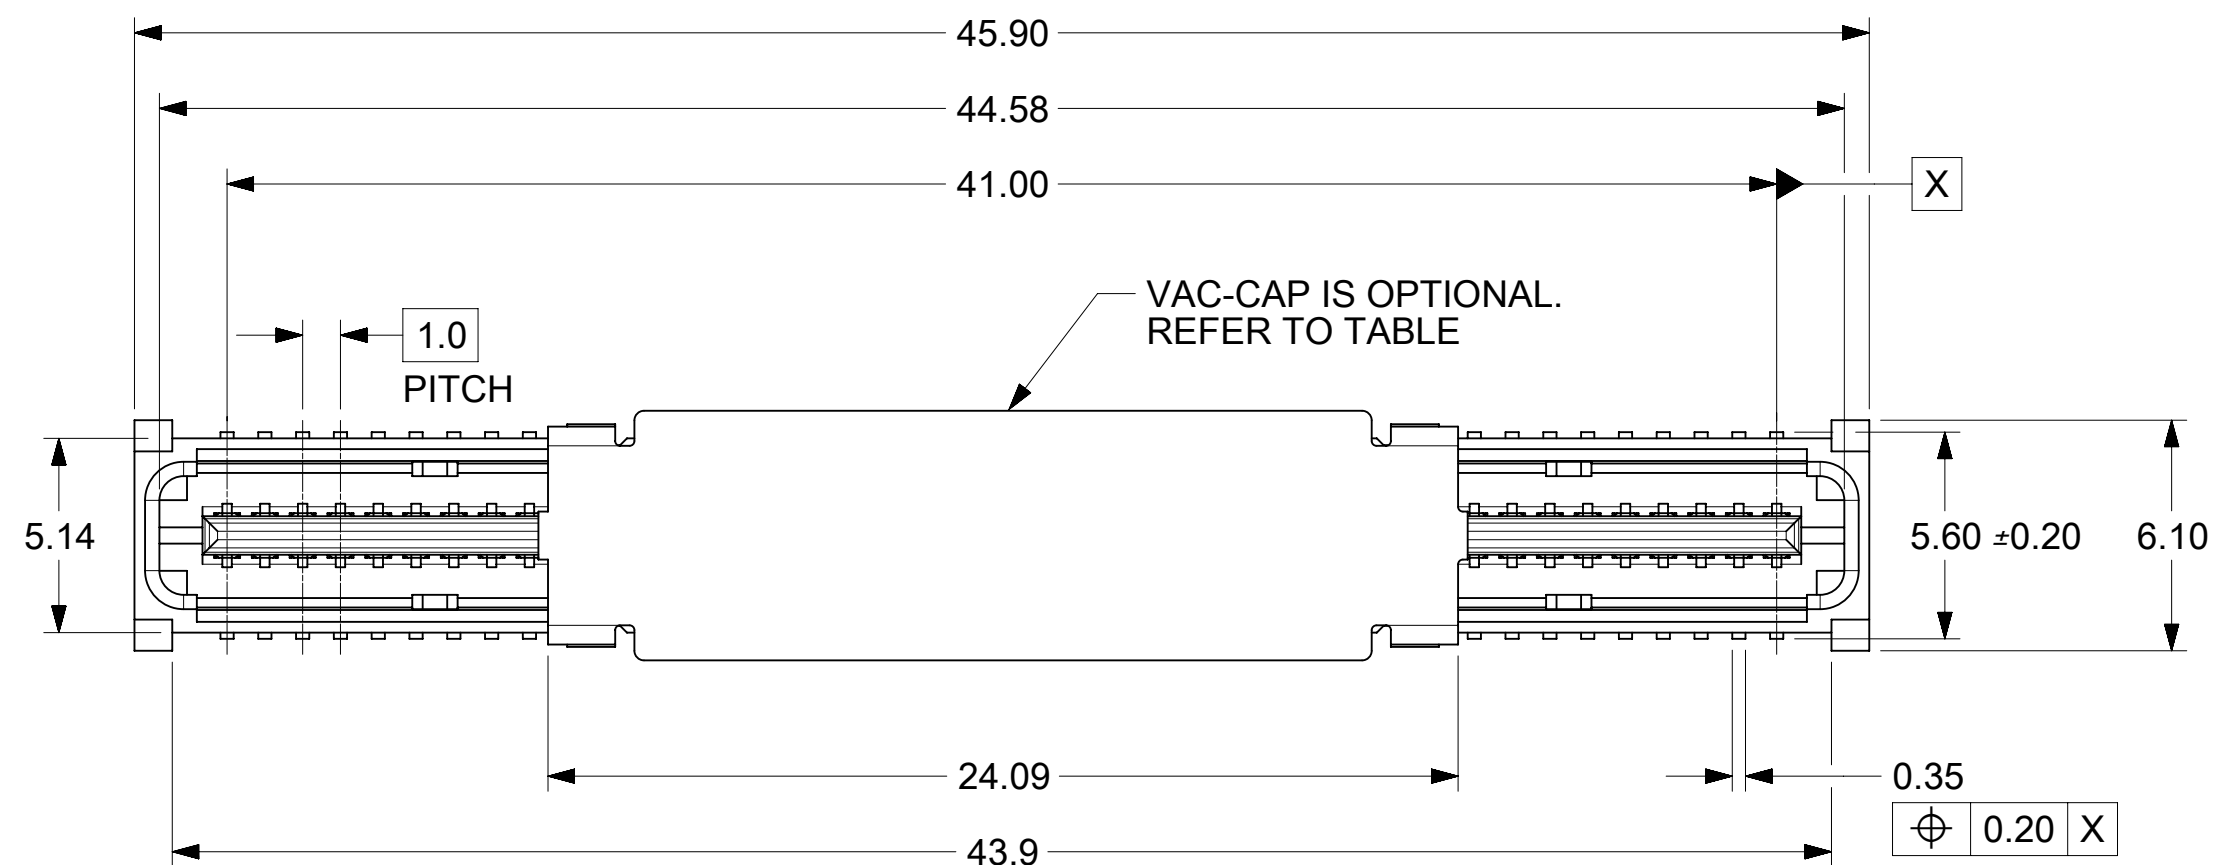 45.90
44.58
41.00
X
VAC-CAP IS OPTIONAL.
REFER TO TABLE
1.0
PITCH
5.14
5.60 ±0.20
6.10
24.09
0.35
⌖ 0.20 X
43.9